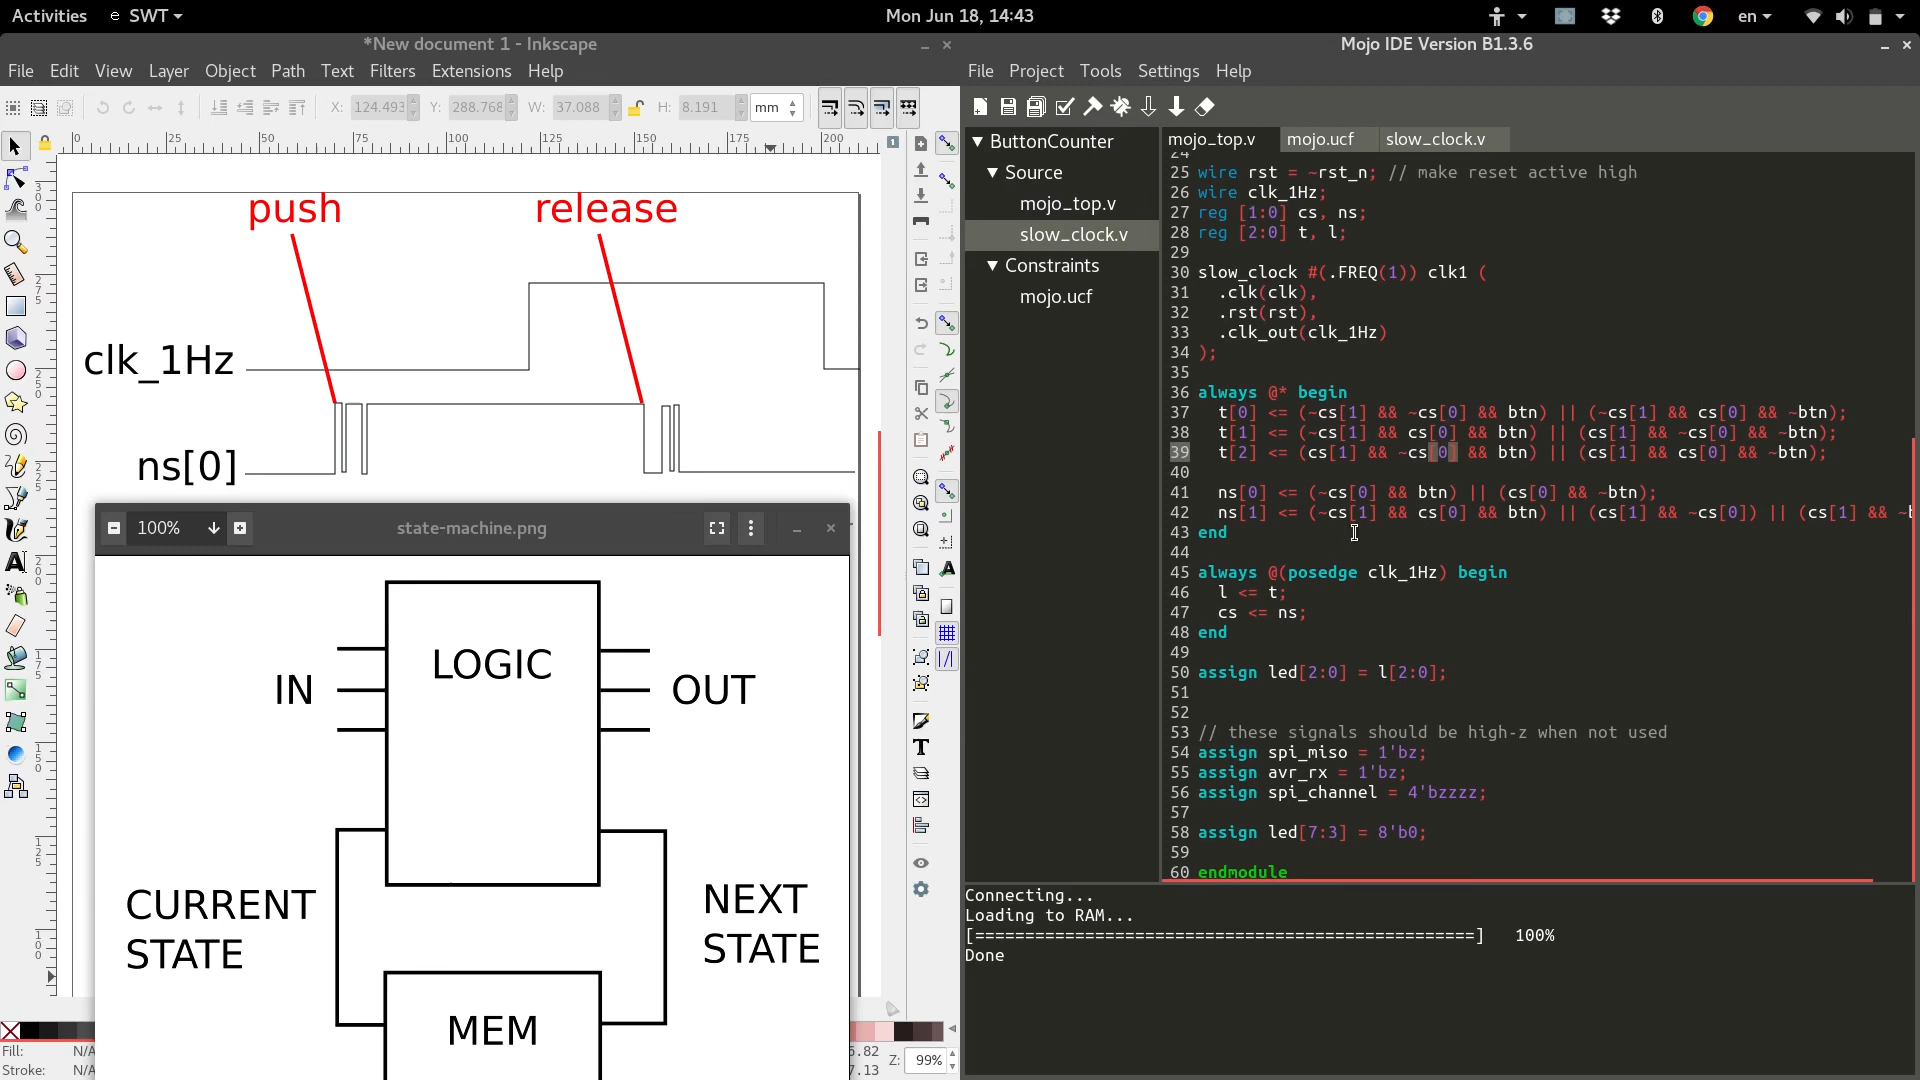 Activities
SWT
Mon Jun 18, 14:43
en
*New document 1 - Inkscape
File Edit View Layer Object Path Text Filters Extensions Help
X: 124.493 Y: 288.768 W: 37.088 H: 8.191 mm
0 25 50 75 100 125 150 175 200
push release
clk_1Hz
ns[0]
100% state-machine.png
LOGIC
IN OUT
CURRENT
STATE
NEXT
STATE
MEM
Fill: N/A
Stroke: N/A
Z: 99%
Mojo IDE Version B1.3.6
File Project Tools Settings Help
ButtonCounter
Source
mojo_top.v
slow_clock.v
Constraints
mojo.ucf
mojo_top.v mojo.ucf slow_clock.v
24
25 wire rst = ~rst_n; // make reset active high
26 wire clk_1Hz;
27 reg [1:0] cs, ns;
28 reg [2:0] t, l;
29
30 slow_clock #(.FREQ(1)) clk1 (
31   .clk(clk),
32   .rst(rst),
33   .clk_out(clk_1Hz)
34 );
35
36 always @* begin
37   t[0] <= (~cs[1] && ~cs[0] && btn) || (~cs[1] && cs[0] && ~btn);
38   t[1] <= (~cs[1] && cs[0] && btn) || (cs[1] && ~cs[0] && ~btn);
39   t[2] <= (cs[1] && ~cs[0] && btn) || (cs[1] && cs[0] && ~btn);
40
41   ns[0] <= (~cs[0] && btn) || (cs[0] && ~btn);
42   ns[1] <= (~cs[1] && cs[0] && btn) || (cs[1] && ~cs[0]) || (cs[1] &&
43 end
44
45 always @(posedge clk_1Hz) begin
46   l <= t;
47   cs <= ns;
48 end
49
50 assign led[2:0] = l[2:0];
51
52
53 // these signals should be high-z when not used
54 assign spi_miso = 1'bz;
55 assign avr_rx = 1'bz;
56 assign spi_channel = 4'bzzzz;
57
58 assign led[7:3] = 8'b0;
59
60 endmodule
Connecting...
Loading to RAM...
[==================================================] 100%
Done